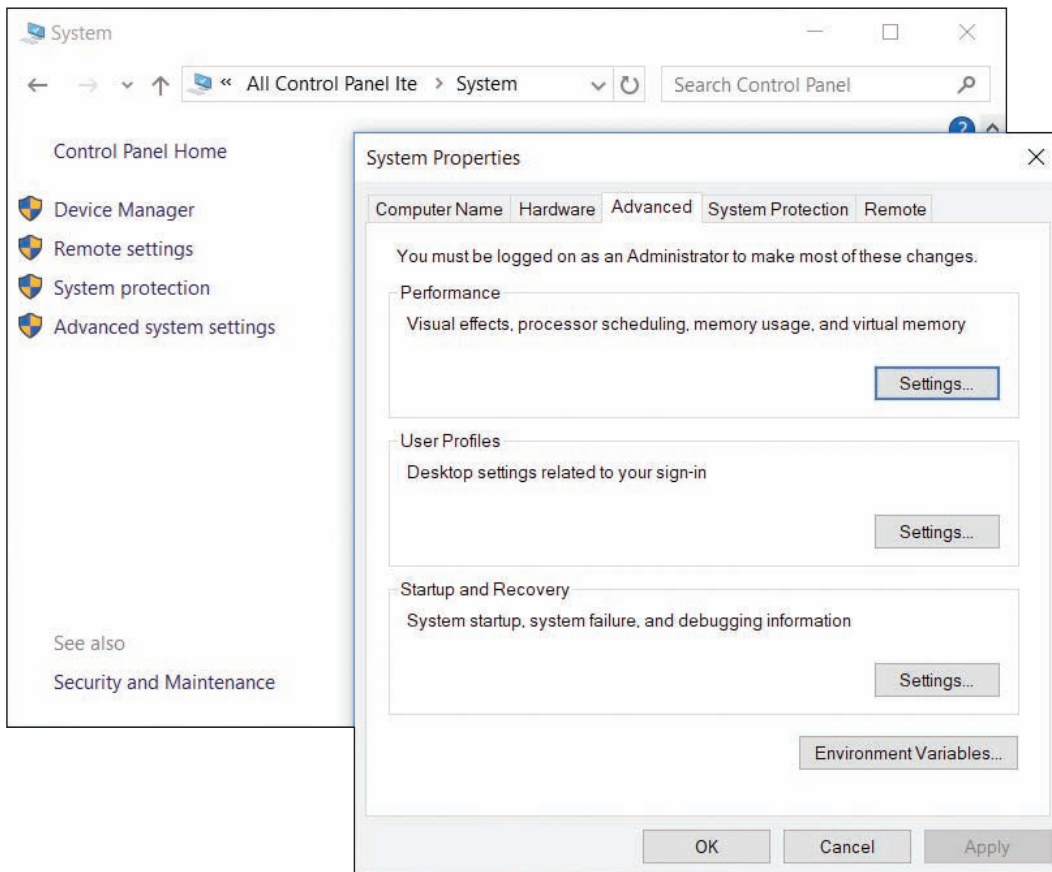 System
« All Control Panel Ite > System
Search Control Panel
?
Control Panel Home
Device Manager
Remote settings
System protection
Advanced system settings
See also
Security and Maintenance
System Properties
Computer Name Hardware Advanced System Protection Remote
You must be logged on as an Administrator to make most of these changes.
Performance
Visual effects, processor scheduling, memory usage, and virtual memory
Settings...
User Profiles
Desktop settings related to your sign-in
Settings...
Startup and Recovery
System startup, system failure, and debugging information
Settings...
Environment Variables...
OK Cancel Apply